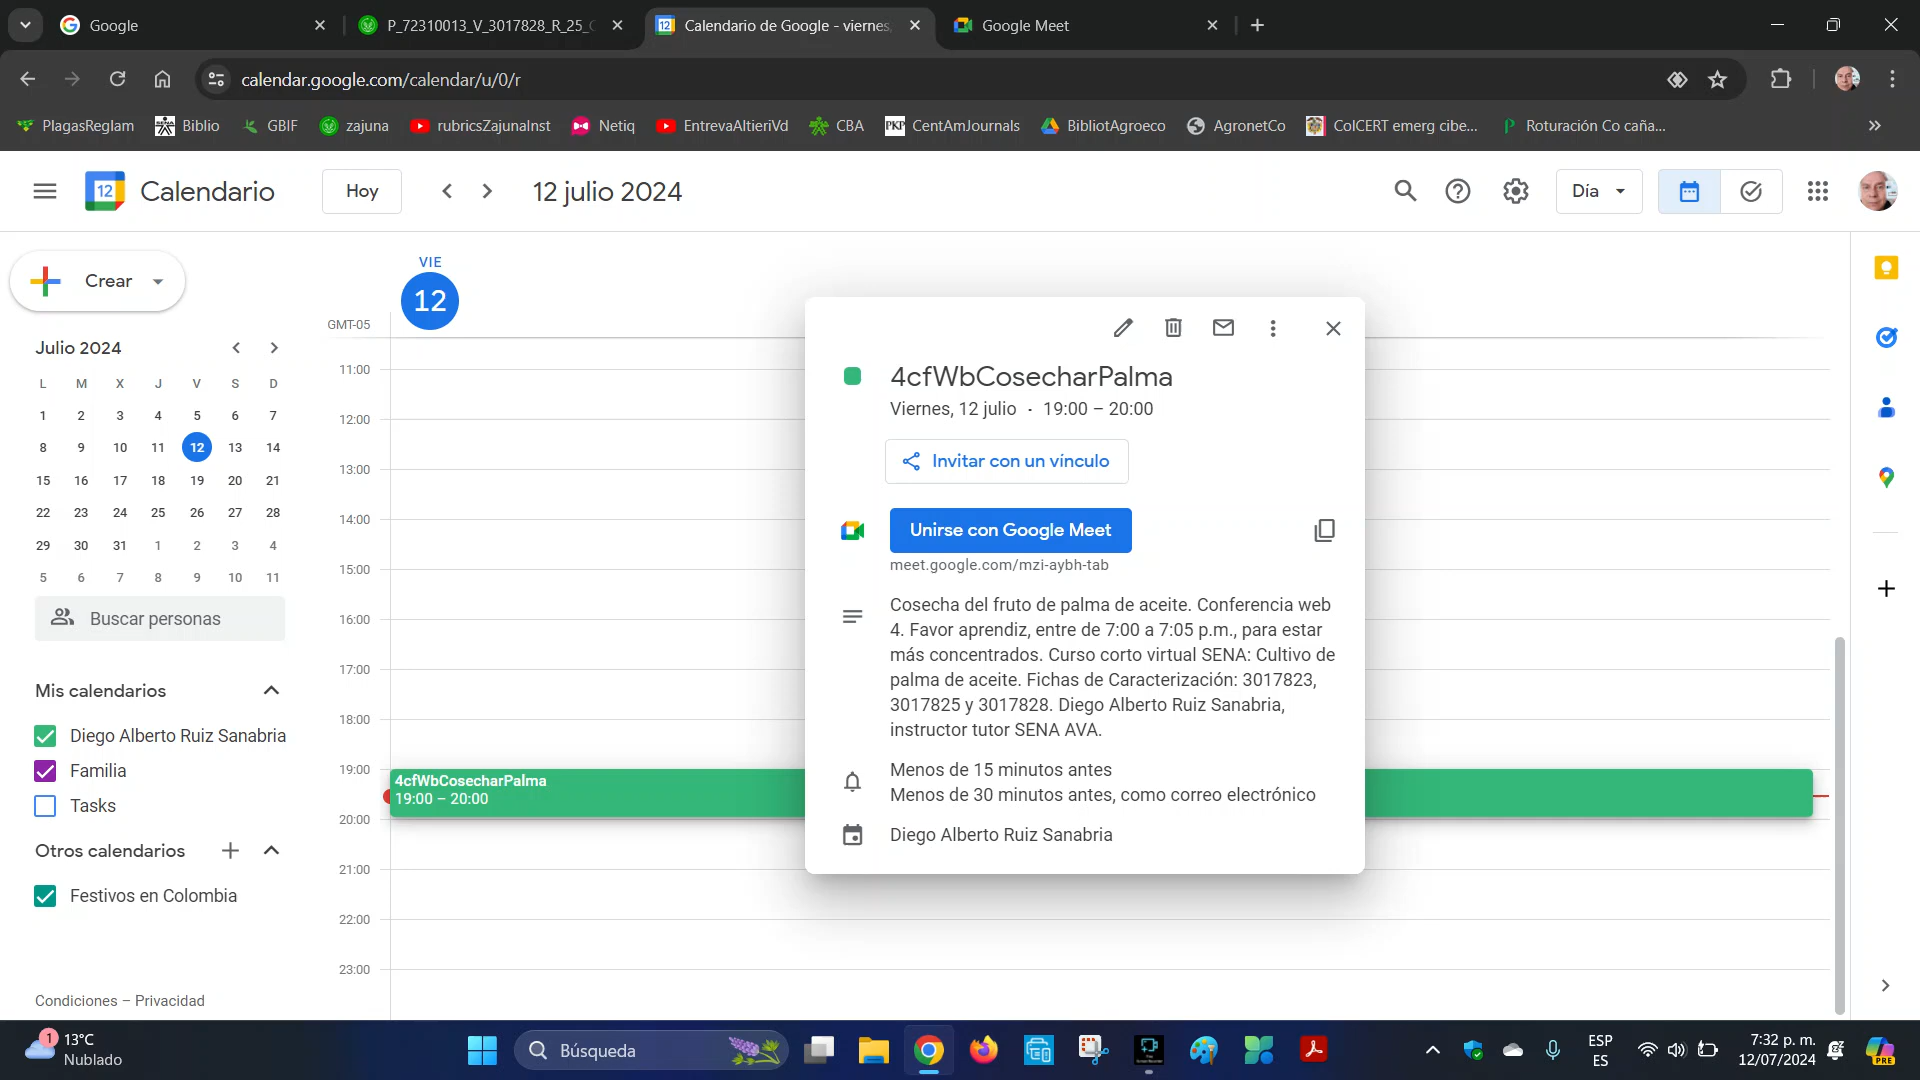 Google
P_72310013_V_3017828_R_25_
Calendario de Google - viernes,
Google Meet
calendar.google.com/calendar/u/0/r
PlagasReglam
Biblio
GBIF
zajuna
rubricsZajunaInst
Netiq
EntrevaAltieriVd
CBA
CentAmJournals
BibliotAgroeco
AgronetCo
ColCERT emerg cibe...
Roturación Co caña...
12
Calendario
Hoy
12 julio 2024
Día
Crear
VIE
12
GMT-05
Julio 2024
L M X J V S D
1 2 3 4 5 6 7
8 9 10 11 12 13 14
15 16 17 18 19 20 21
22 23 24 25 26 27 28
29 30 31 1 2 3 4
5 6 7 8 9 10 11
Buscar personas
Mis calendarios
Diego Alberto Ruiz Sanabria
Familia
Tasks
Otros calendarios
Festivos en Colombia
Condiciones – Privacidad
11:00
12:00
13:00
14:00
15:00
16:00
17:00
18:00
19:00
20:00
21:00
22:00
23:00
4cfWbCosecharPalma
19:00 – 20:00
4cfWbCosecharPalma
Viernes, 12 julio · 19:00 – 20:00
Invitar con un vínculo
Unirse con Google Meet
meet.google.com/mzi-aybh-tab
Cosecha del fruto de palma de aceite. Conferencia web
4. Favor aprendiz, entre de 7:00 a 7:05 p.m., para estar
más concentrados. Curso corto virtual SENA: Cultivo de
palma de aceite. Fichas de Caracterización: 3017823,
3017825 y 3017828. Diego Alberto Ruiz Sanabria,
instructor tutor SENA AVA.
Menos de 15 minutos antes
Menos de 30 minutos antes, como correo electrónico
Diego Alberto Ruiz Sanabria
1
13°C
Nublado
Búsqueda
ESP
ES
7:32 p. m.
12/07/2024
PRE